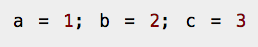 a = 1; b = 2; c = 3